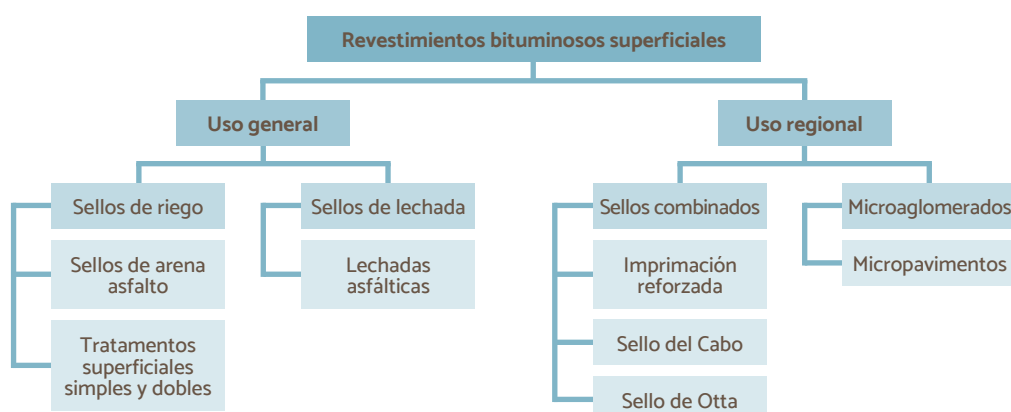 Revestimientos bituminosos superficiales
Uso general
Uso regional
Sellos de riego
Sellos de arena
asfalto
Tratamentos
superficiales
simples y dobles
Sellos de lechada
Lechadas
asfálticas
Sellos combinados
Imprimación
reforzada
Sello del Cabo
Sello de Otta
Microaglomerados
Micropavimentos